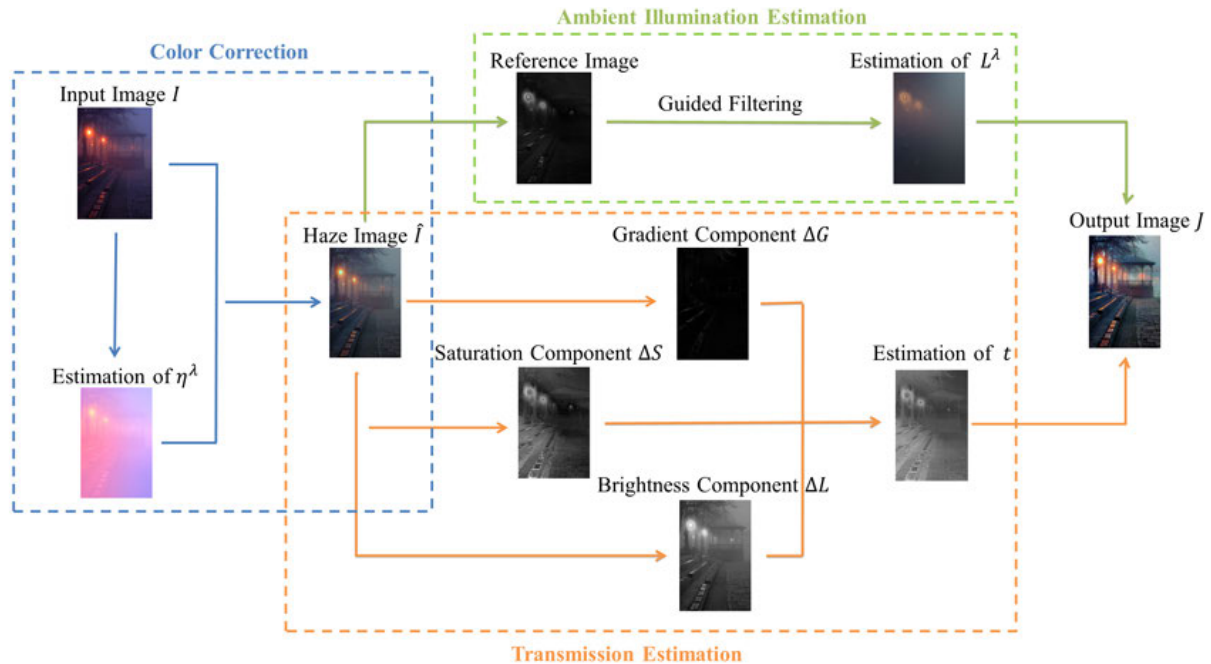 Ambient Illumination Estimation
Color Correction
Input Image I
Reference Image
Estimation of L^λ
Guided Filtering
Haze Image Î
Gradient Component ΔG
Output Image J
Saturation Component ΔS
Estimation of t
Estimation of η^λ
Brightness Component ΔL
Transmission Estimation